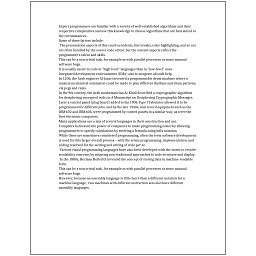 Expert programmers are familiar with a variety of well-established algorithms and their
respective complexities and use this knowledge to choose algorithms that are best suited to
the circumstances.
Some of these factors include:
The presentation aspects of this (such as indents, line breaks, color highlighting, and so on)
are often handled by the source code editor, but the content aspects reflect the
programmer's talent and skills.
This can be a non-trivial task, for example as with parallel processes or some unusual
software bugs.
It is usually easier to code in "high-level" languages than in "low-level" ones.
Integrated development environments (IDEs) aim to integrate all such help.
In 1206, the Arab engineer Al-Jazari invented a programmable drum machine where a
musical mechanical automaton could be made to play different rhythms and drum patterns,
via pegs and cams.
In the 9th century, the Arab mathematician Al-Kindi described a cryptographic algorithm
for deciphering encrypted code, in A Manuscript on Deciphering Cryptographic Messages.
Later a control panel (plug board) added to his 1906 Type I Tabulator allowed it to be
programmed for different jobs, and by the late 1940s, unit record equipment such as the
IBM 602 and IBM 604, were programmed by control panels in a similar way, as were the
first electronic computers.
Many applications use a mix of several languages in their construction and use.
Compilers harnessed the power of computers to make programming easier by allowing
programmers to specify calculations by entering a formula using infix notation.
While these are sometimes considered programming, often the term software development
is used for this larger overall process – with the terms programming, implementation, and
coding reserved for the writing and editing of code per se.
Various visual programming languages have also been developed with the intent to resolve
readability concerns by adopting non-traditional approaches to code structure and display.
In the 1880s, Herman Hollerith invented the concept of storing data in machine-readable
form.
This can be a non-trivial task, for example as with parallel processes or some unusual
software bugs.
However, because an assembly language is little more than a different notation for a
machine language, two machines with different instruction sets also have different
assembly languages.